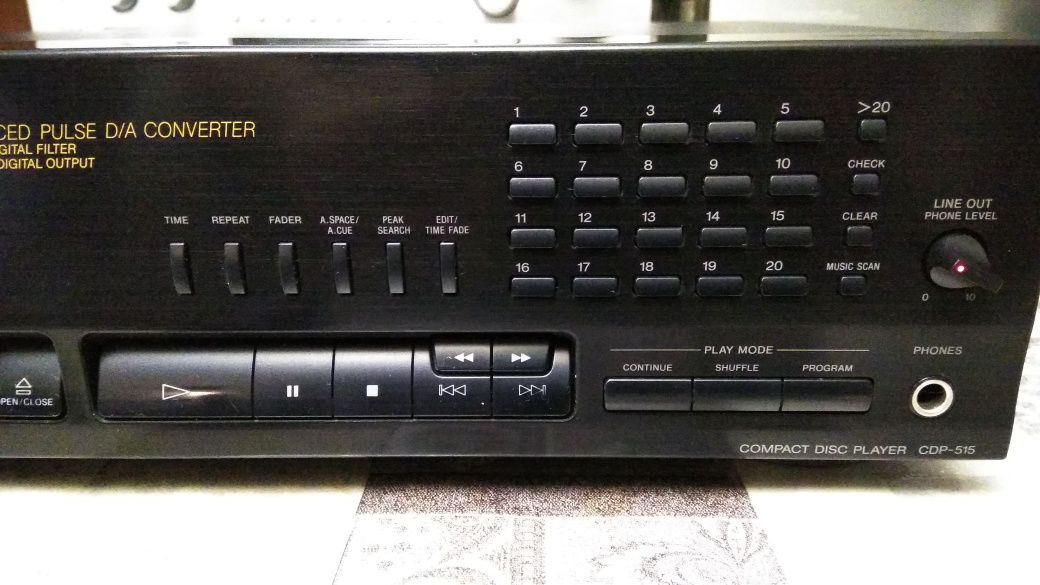 CED PULSE D/A CONVERTER
GITAL FILTER
DIGITAL OUTPUT
1 2 3 4 5 >20
6 7 8 9 10 CHECK
11 12 13 14 15 CLEAR
16 17 18 19 20 MUSIC SCAN
TIME REPEAT FADER
A.SPACE/
A.CUE
PEAK
SEARCH
EDIT/
TIME FADE
LINE OUT
PHONE LEVEL
0 10
PEN/CLOSE
PLAY MODE
CONTINUE SHUFFLE PROGRAM
PHONES
COMPACT DISC PLAYER CDP-515